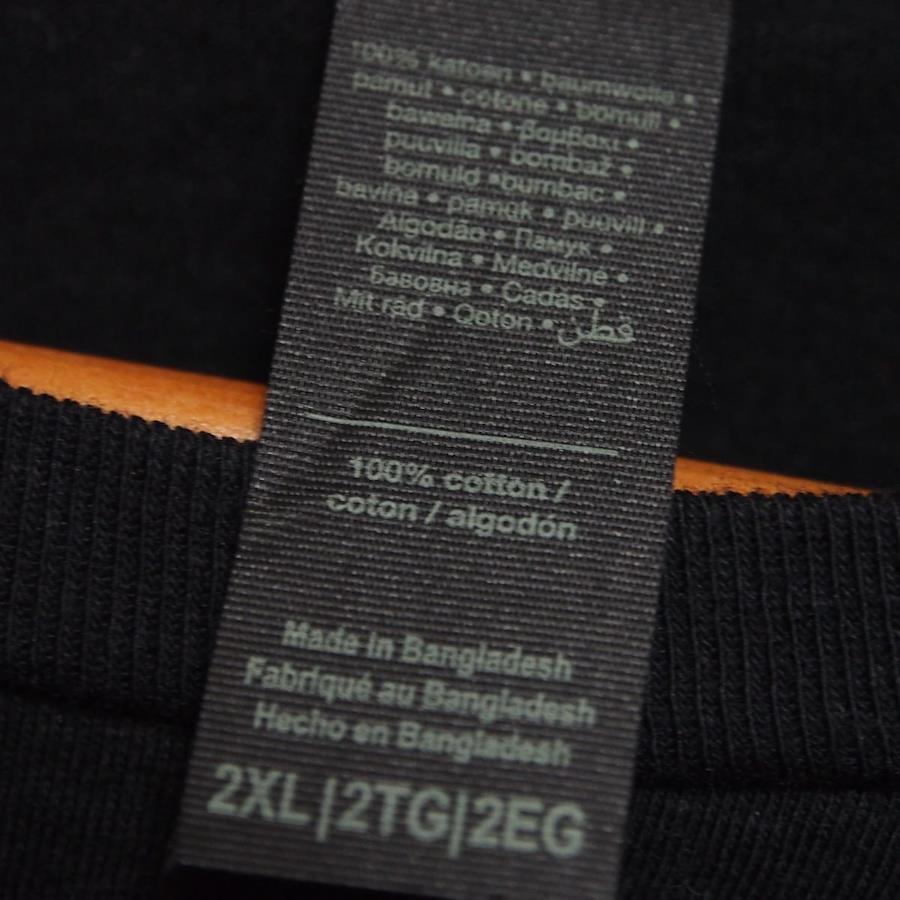 100% katoen • baumwolle •
pamut • cotone • bomull •
bawełna • βαμβάκι •
puuvilla • bombaž •
bomuld • bumbac •
bavlna • pamuk • puuvill •
Algodão • Памук •
Kokvilna • Medvilne •
Бавовна • Cadás •
Mit rad • Qoton • قطن
100% cotton /
coton / algodón
Made in Bangladesh
Fabriqué au Bangladesh
Hecho en Bangladesh
2XL|2TG|2EG